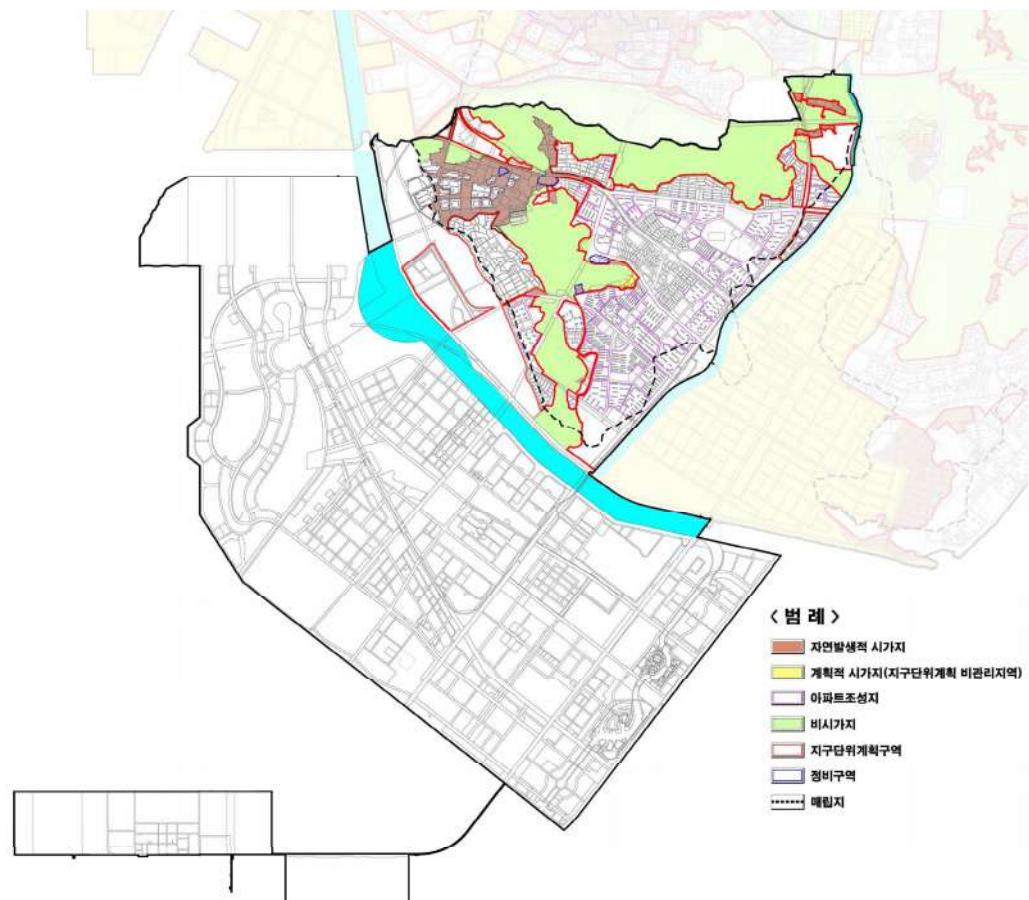 < 범 례 >
자연발생적 시가지
계획적 시가지(지구단위계획 비관리지역)
아파트조성지
비시가지
지구단위계획구역
정비구역
매립지